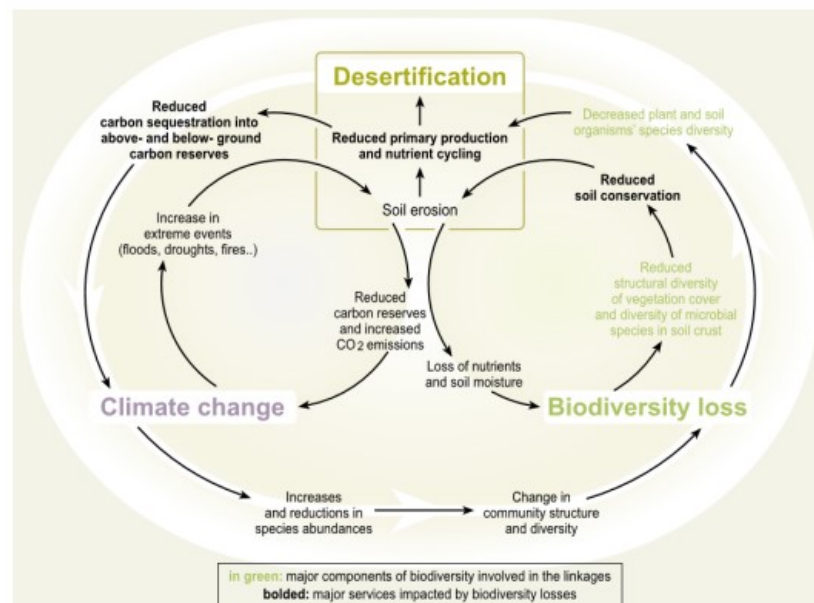 Desertification
Reduced
carbon sequestration into
above- and below- ground
carbon reserves
Reduced primary production
and nutrient cycling
Decreased plant and soil
organisms' species diversity
Soil erosion
Reduced
soil conservation
Increase in
extreme events
(floods, droughts, fires..)
Reduced
structural diversity
of vegetation cover
and diversity of microbial
species in soil crust
Reduced
carbon reserves
and increased
CO2 emissions
Loss of nutrients
and soil moisture
Climate change
Biodiversity loss
Increases
and reductions in
species abundances
Change in
community structure
and diversity
in green: major components of biodiversity involved in the linkages
bolded: major services impacted by biodiversity losses